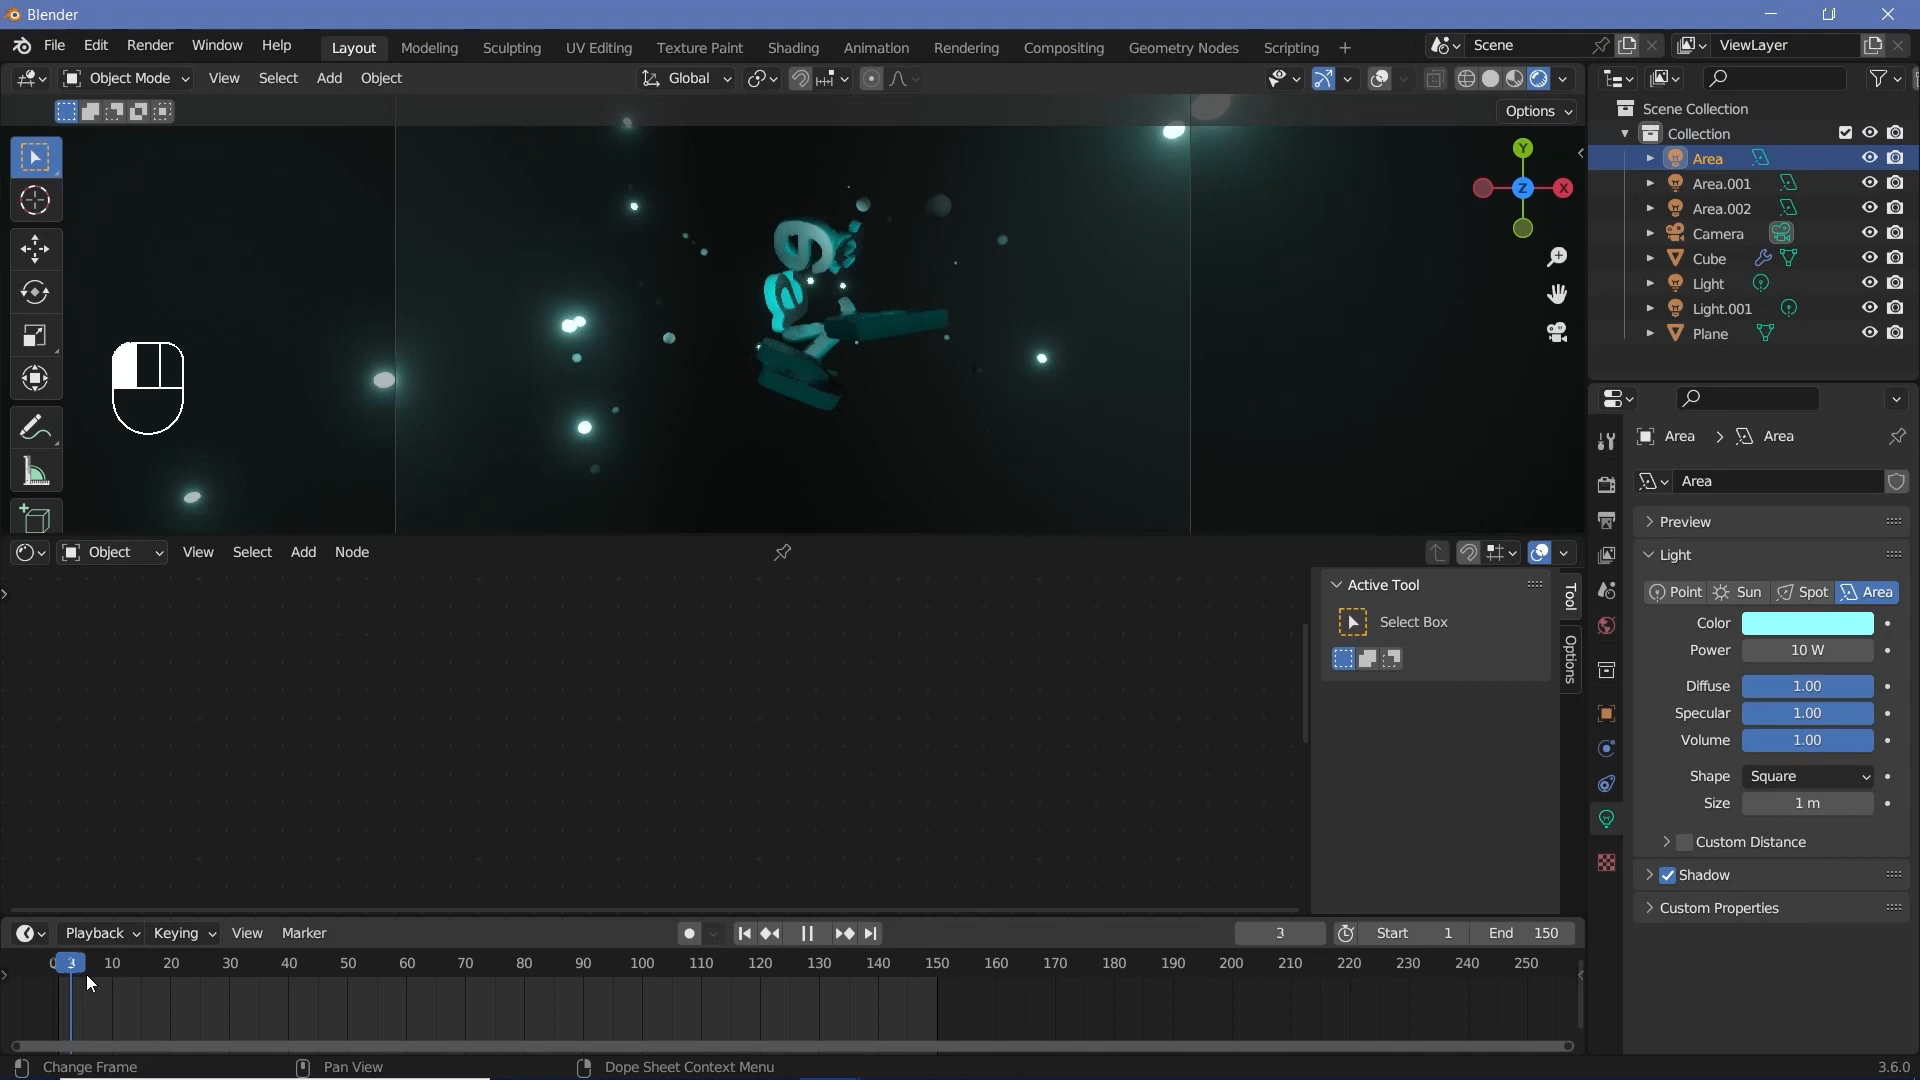 Blender
File Edit Render Window Help Layout Modeling Sculpting UV Editing Texture Paint Shading Animation Rendering Compositing Geometry Nodes Scripting + Scene ViewLayer
Object Mode View Select Add Object Global
Options
Y
Z X
Scene Collection
Collection
Area
Area.001
Area.002
Camera
Cube
Light
Light.001
Plane
Area > Area
Area
Preview
Light
Point Sun Spot Area
Color
Power 10 W
Diffuse 1.00
Specular 1.00
Volume 1.00
Shape Square
Size 1 m
Custom Distance
Shadow
Custom Properties
Object View Select Add Node
Active Tool
Select Box
Tool
Options
Playback Keying View Marker 3 Start 1 End 150
0 3 10 20 30 40 50 60 70 80 90 100 110 120 130 140 150 160 170 180 190 200 210 220 230 240 250
Change Frame Pan View Dope Sheet Context Menu 3.6.0